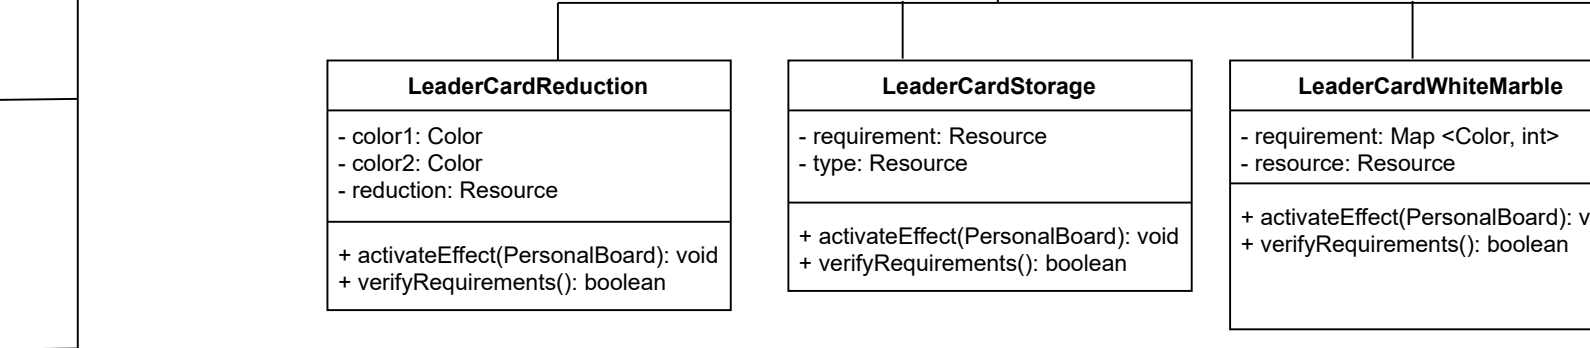 LeaderCardReduction
- color1: Color
- color2: Color
- reduction: Resource
+ activateEffect(PersonalBoard): void
+ verifyRequirements(): boolean
LeaderCardStorage
- requirement: Resource
- type: Resource
+ activateEffect(PersonalBoard): void
+ verifyRequirements(): boolean
LeaderCardWhiteMarble
- requirement: Map <Color, int>
- resource: Resource
+ activateEffect(PersonalBoard): v
+ verifyRequirements(): boolean